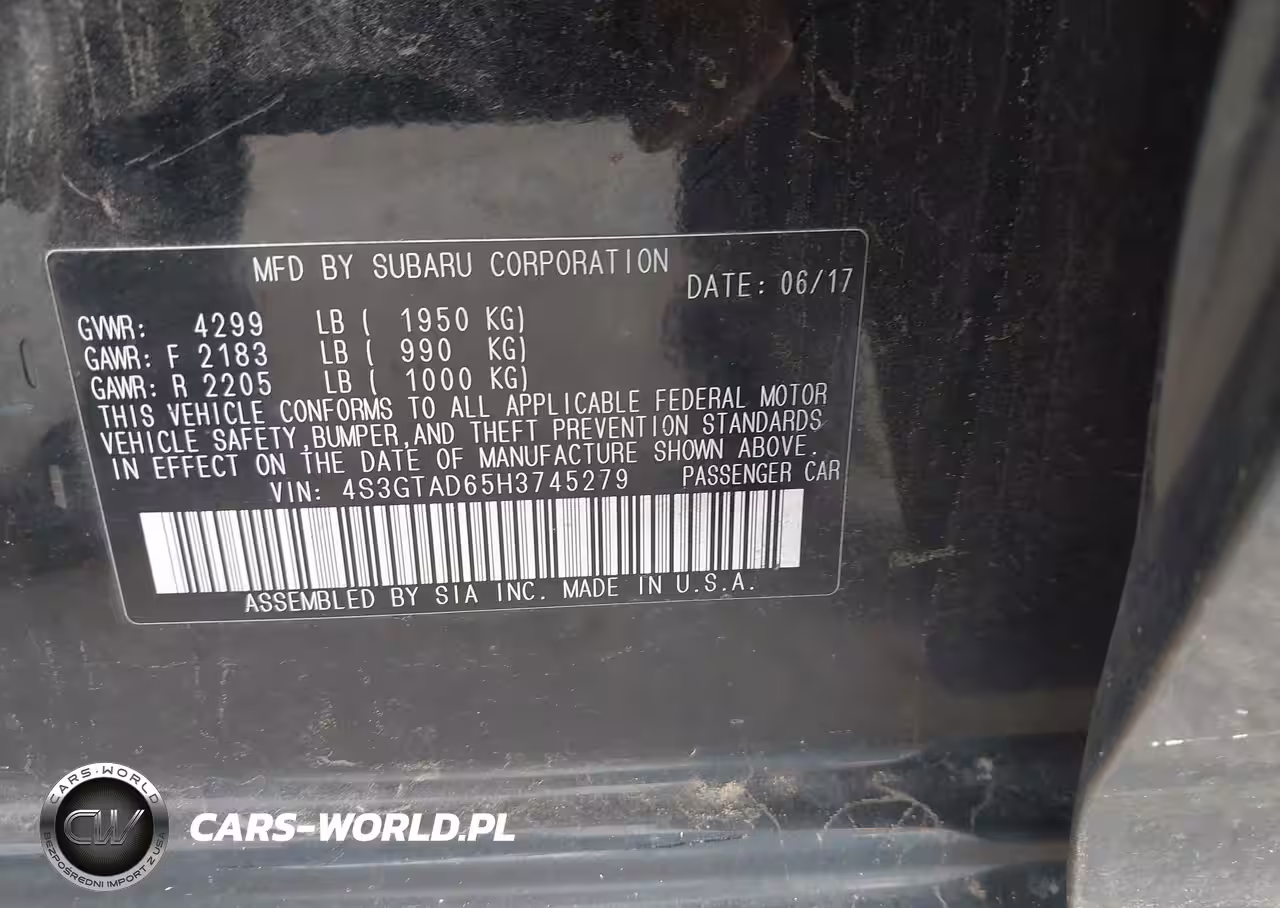 MFD BY SUBARU CORPORATION
DATE: 06/17
GVWR: 4299 LB ( 1950 KG)
GAWR: F 2183 LB ( 990 KG)
GAWR: R 2205 LB ( 1000 KG)
THIS VEHICLE CONFORMS TO ALL APPLICABLE FEDERAL MOTOR
VEHICLE SAFETY,BUMPER,AND THEFT PREVENTION STANDARDS
IN EFFECT ON THE DATE OF MANUFACTURE SHOWN ABOVE.
VIN: 4S3GTAD65H3745279 PASSENGER CAR
ASSEMBLED BY SIA INC. MADE IN U.S.A.
CARS-WORLD
CW
BEZPOŚREDNI IMPORT Z USA
CARS-WORLD.PL